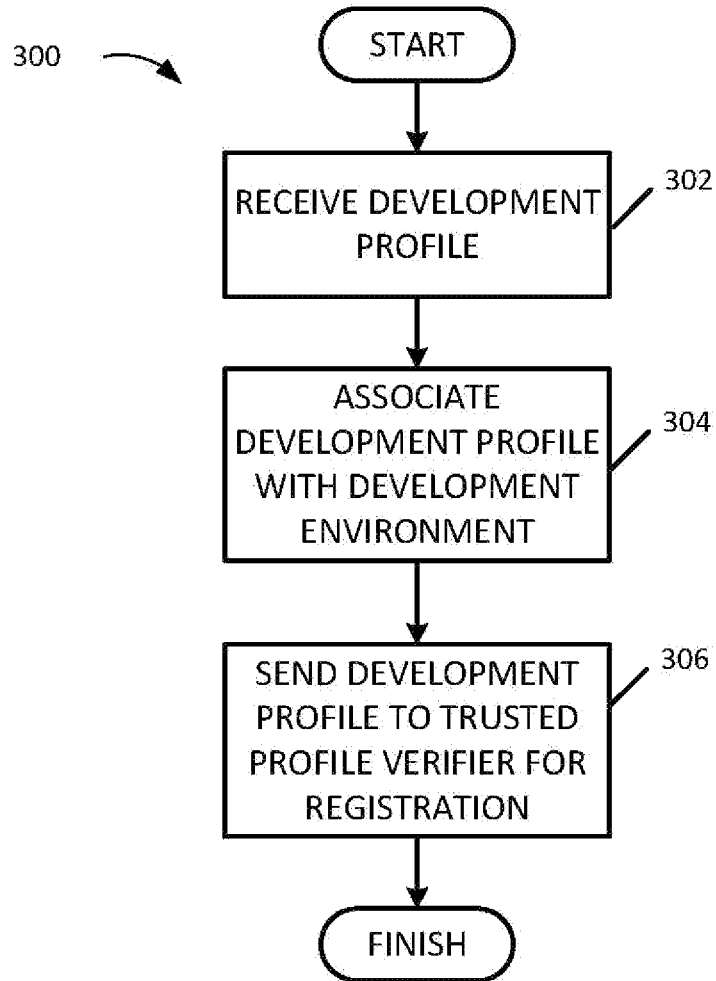 300
START
RECEIVE DEVELOPMENT
PROFILE
302
ASSOCIATE
DEVELOPMENT PROFILE
WITH DEVELOPMENT
ENVIRONMENT
304
SEND DEVELOPMENT
PROFILE TO TRUSTED
PROFILE VERIFIER FOR
REGISTRATION
306
FINISH